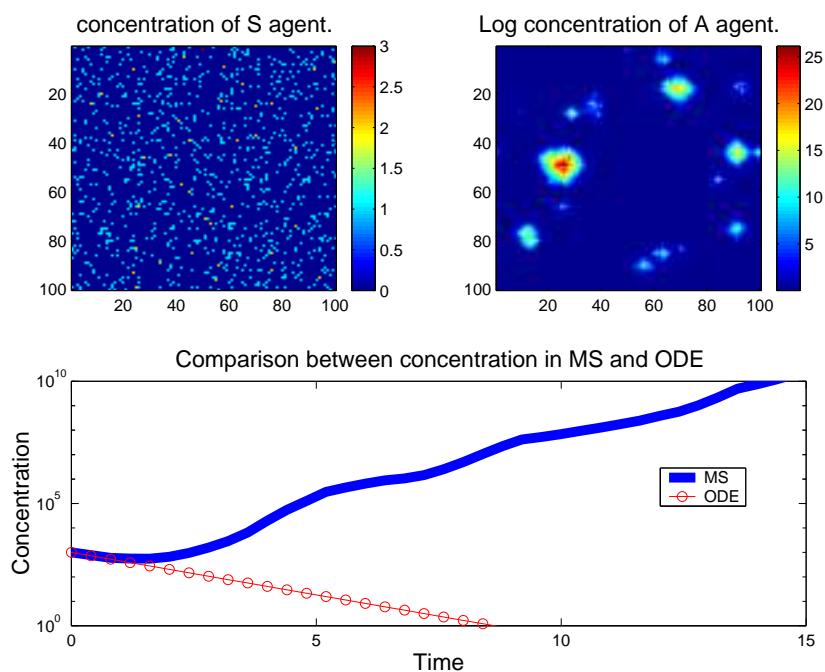 concentration of S agent.
20
40
60
80
100
20 40 60 80 100
3
2.5
2
1.5
1
0.5
0
Log concentration of A agent.
20
40
60
80
100
20 40 60 80 100
25
20
15
10
5
Comparison between concentration in MS and ODE
Concentration
10^10
10^5
10^0
0 5 10 15
Time
MS
ODE